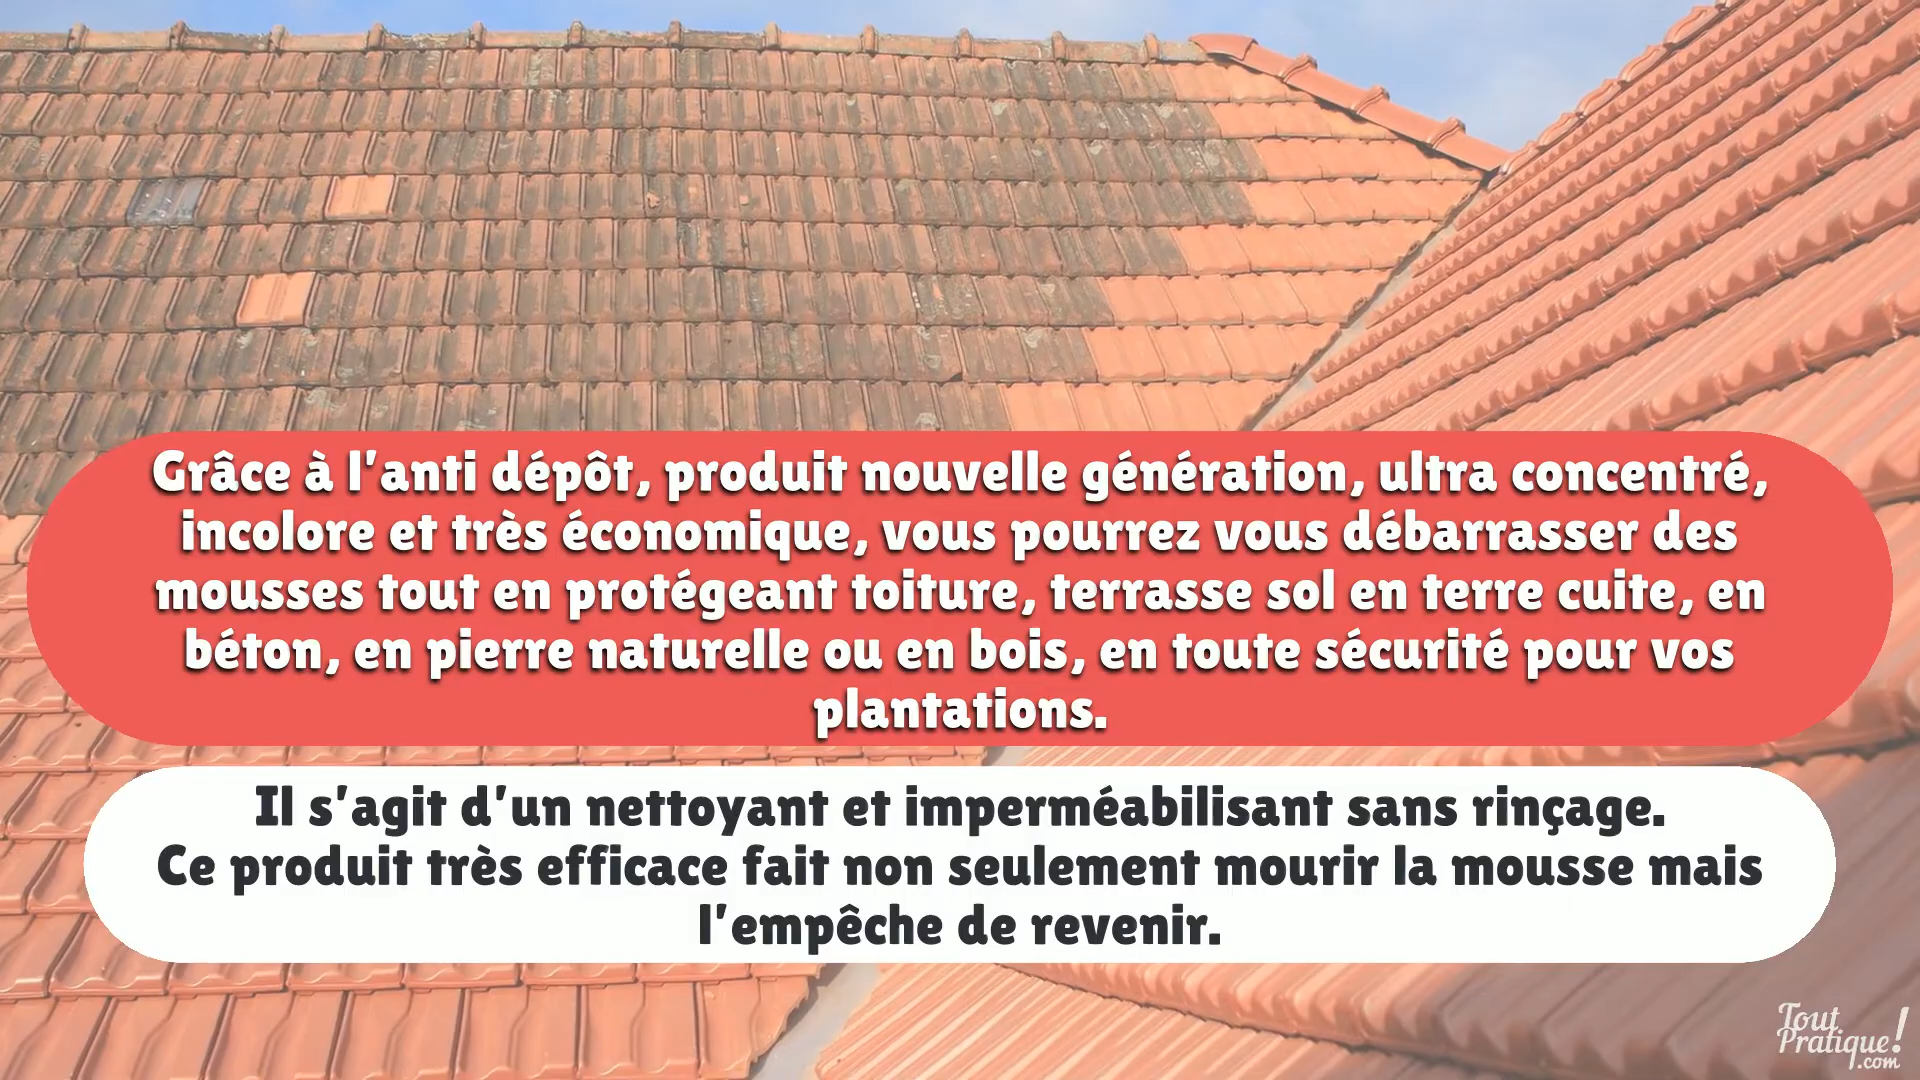 Grâce à l'anti dépôt, produit nouvelle génération, ultra concentré,
incolore et très économique, vous pourrez vous débarrasser des
mousses tout en protégeant toiture, terrasse sol en terre cuite, en
béton, en pierre naturelle ou en bois, en toute sécurité pour vos
plantations.
Il s'agit d'un nettoyant et imperméabilisant sans rinçage.
Ce produit très efficace fait non seulement mourir la mousse mais
l'empêche de revenir.
Tout
Pratique!
.com